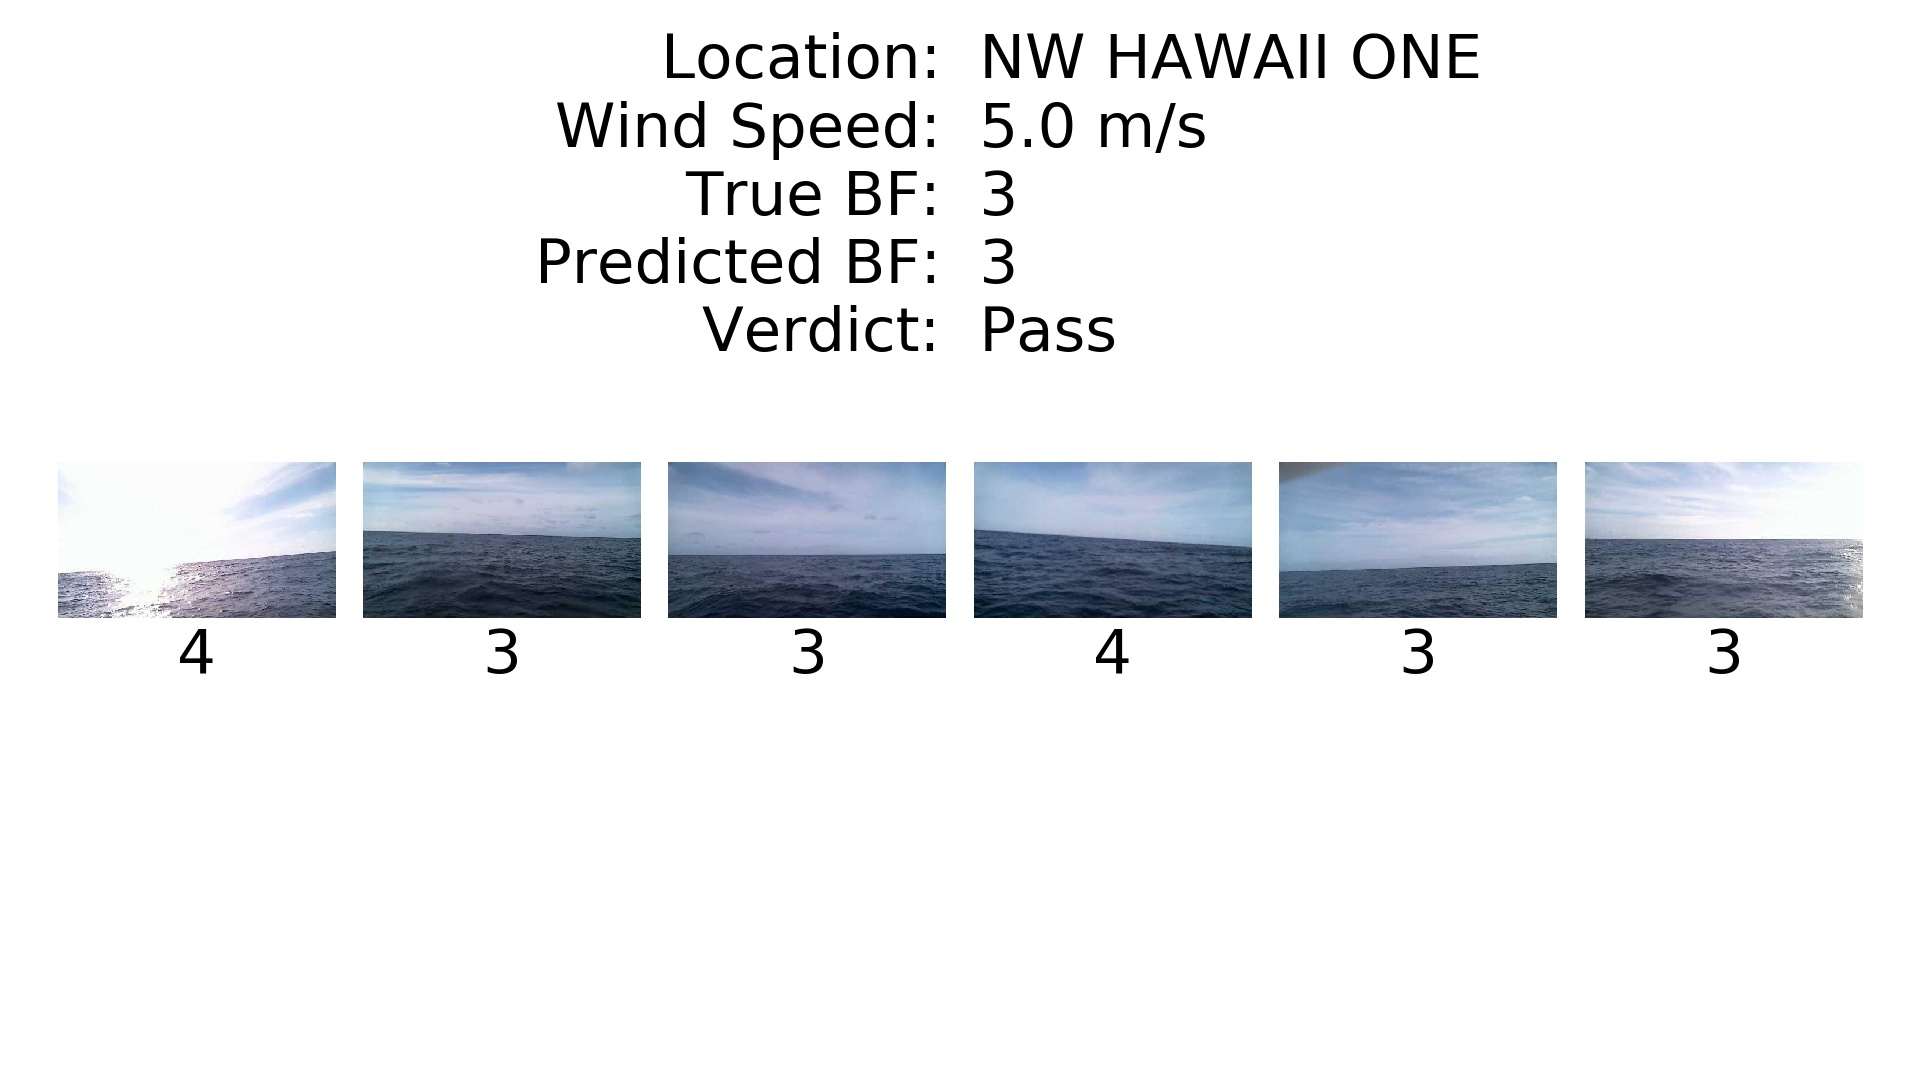 Location: NW HAWAII ONE
Wind Speed: 5.0 m/s
True BF: 3
Predicted BF: 3
Verdict: Pass
4 3 3 4 3 3